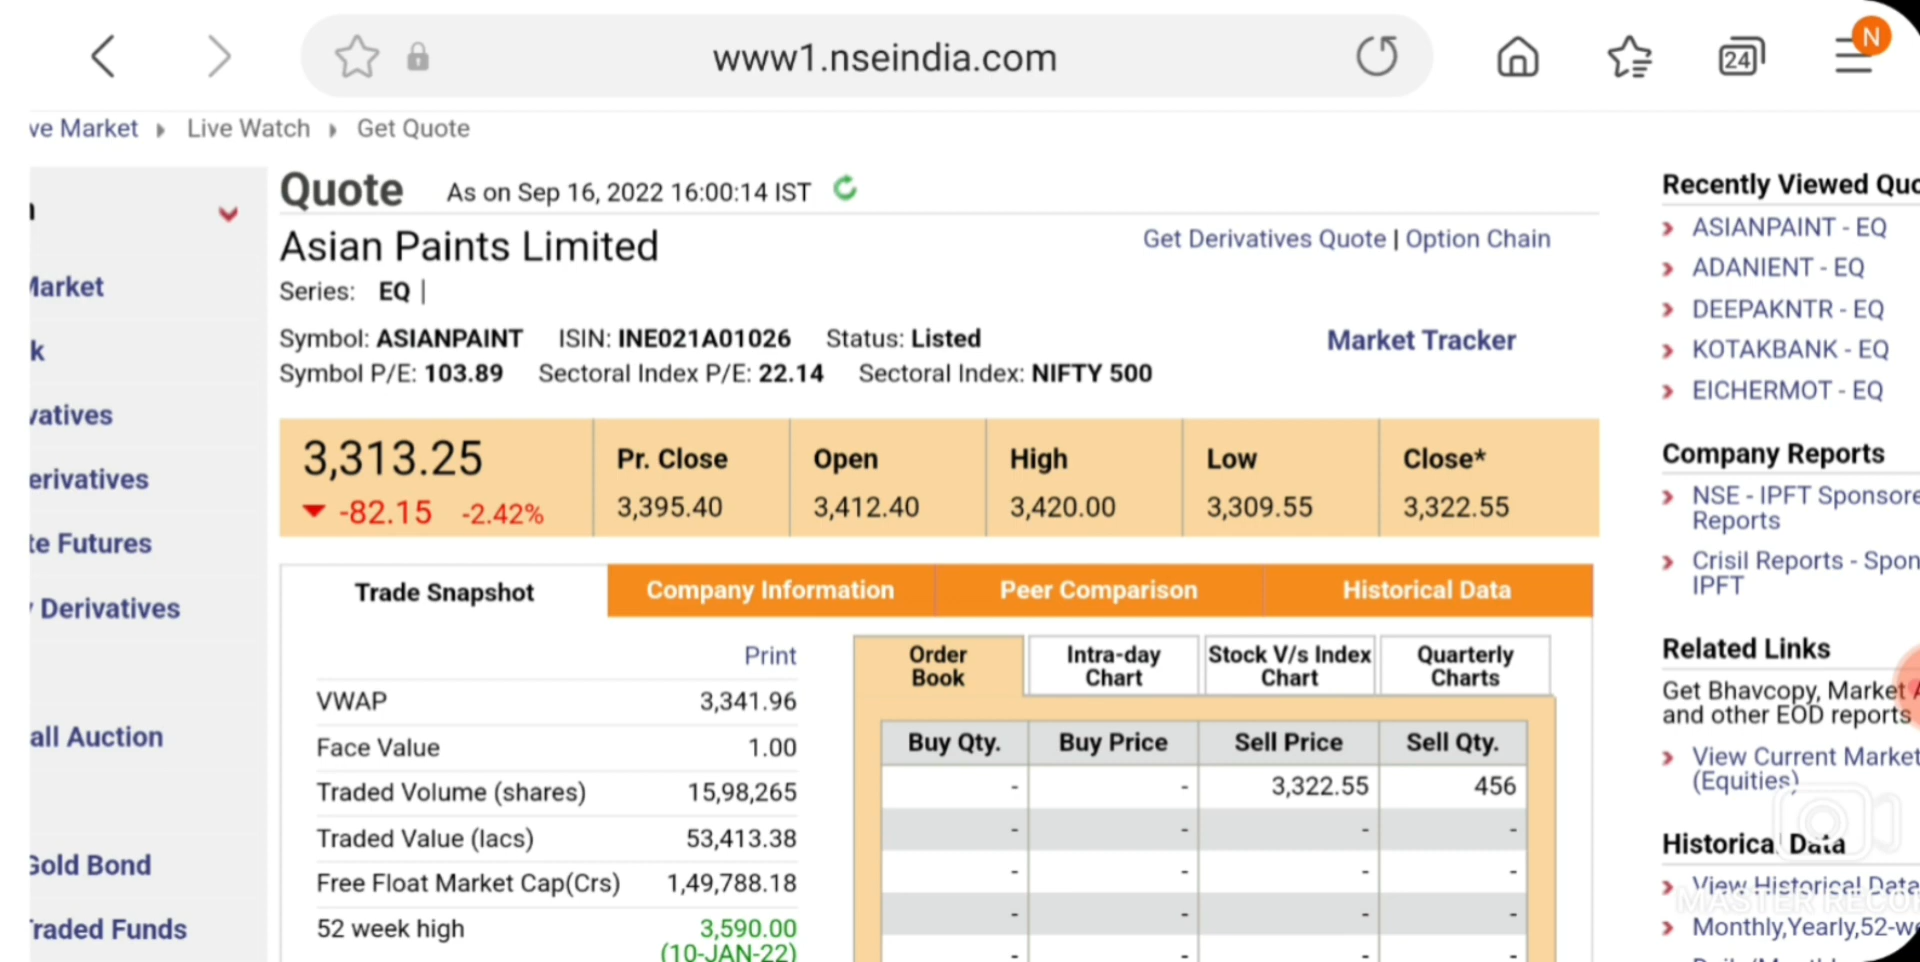 www1.nseindia.com
24
N
ve Market Live Watch Get Quote
Quote As on Sep 16, 2022 16:00:14 IST
Asian Paints Limited
Get Derivatives Quote | Option Chain
Series: EQ |
Symbol: ASIANPAINT ISIN: INE021A01026 Status: Listed
Market Tracker
Symbol P/E: 103.89 Sectoral Index P/E: 22.14 Sectoral Index: NIFTY 500
3,313.25 Pr. Close Open High Low Close*
-82.15 -2.42% 3,395.40 3,412.40 3,420.00 3,309.55 3,322.55
Trade Snapshot Company Information Peer Comparison Historical Data
Print
VWAP 3,341.96
Face Value 1.00
Traded Volume (shares) 15,98,265
Traded Value (lacs) 53,413.38
Free Float Market Cap(Crs) 1,49,788.18
52 week high 3,590.00
(10-JAN-22)
Order Book
Intra-day Chart
Stock V/s Index Chart
Quarterly Charts
Buy Qty. Buy Price Sell Price Sell Qty.
- - 3,322.55 456
- - - -
- - - -
- - - -
- - - -
Market
k
vatives
erivatives
te Futures
Derivatives
all Auction
Gold Bond
Traded Funds
Recently Viewed Quo
ASIANPAINT - EQ
ADANIENT - EQ
DEEPAKNTR - EQ
KOTAKBANK - EQ
EICHERMOT - EQ
Company Reports
NSE - IPFT Sponsore
Reports
Crisil Reports - Spon
IPFT
Related Links
Get Bhavcopy, Market A
and other EOD reports
View Current Market
(Equities)
Historical Data
View Historical Data
MASTER RECOR
Monthly,Yearly,52-we